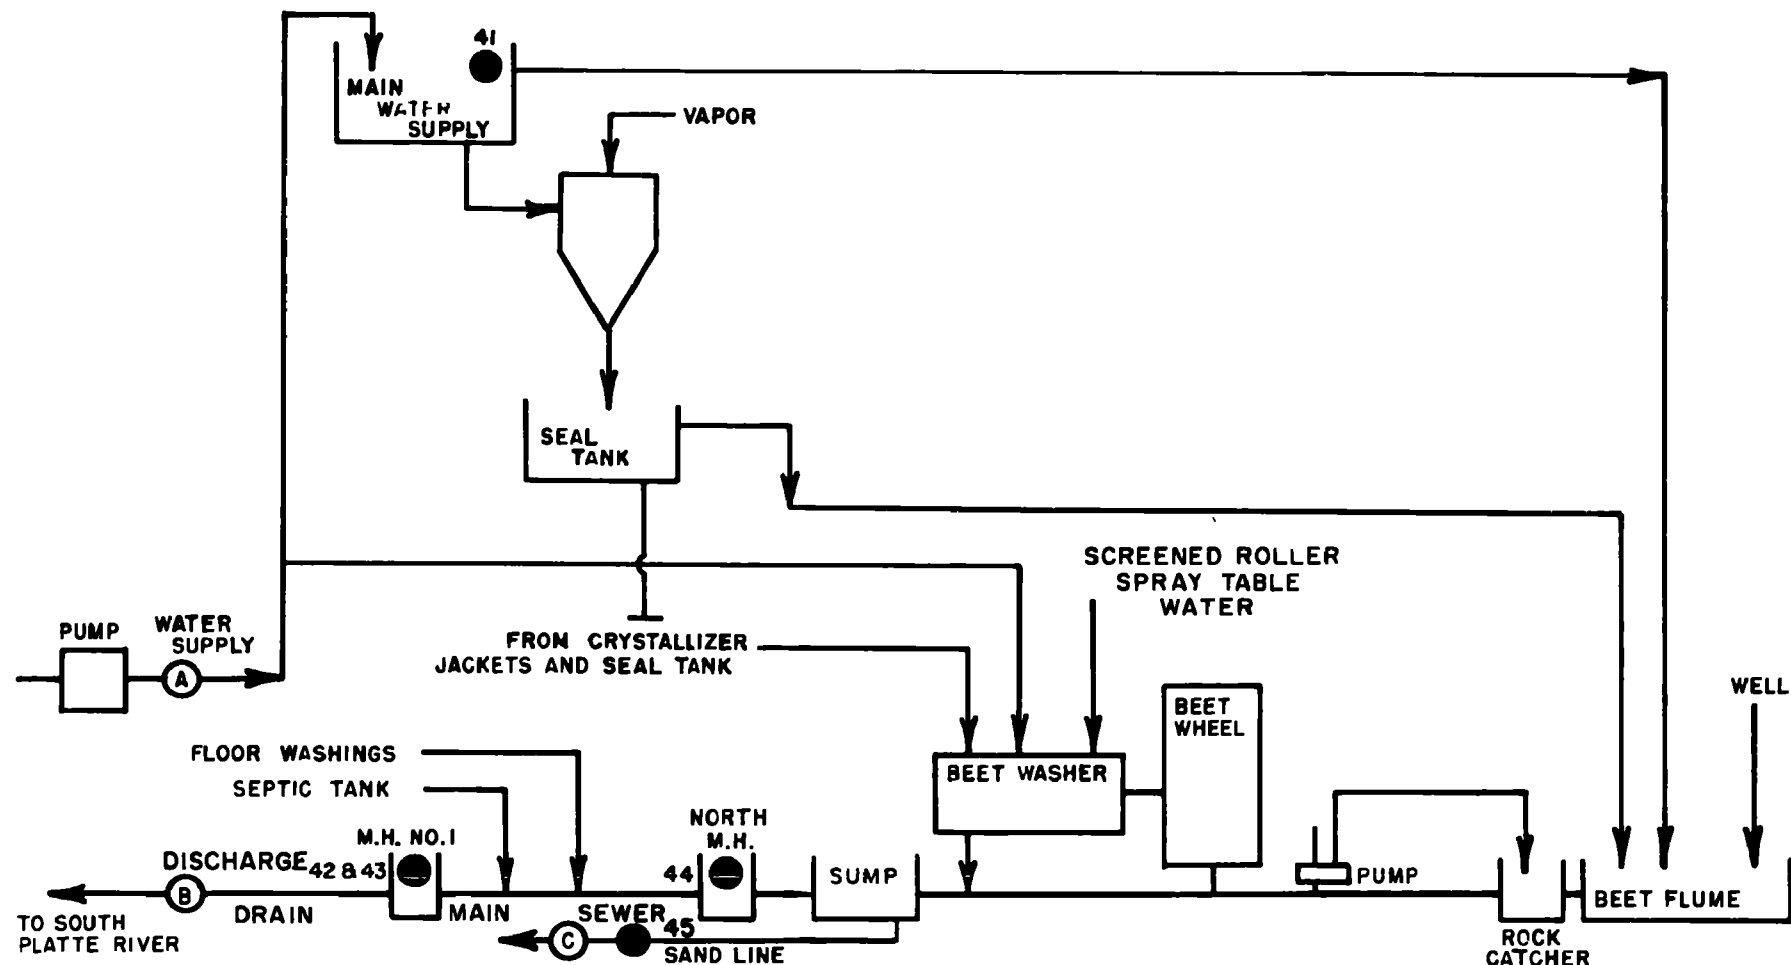 41
MAIN
WATER
SUPPLY
VAPOR
SEAL
TANK
SCREENED ROLLER
SPRAY TABLE
WATER
PUMP
WATER
SUPPLY
A
FROM CRYSTALLIZER
JACKETS AND SEAL TANK
WELL
BEET
WHEEL
FLOOR WASHINGS
SEPTIC TANK
BEET WASHER
NORTH
M.H.
M.H. NO.1
DISCHARGE
42 & 43
44
SUMP
PUMP
B
DRAIN
MAIN
SEWER
BEET FLUME
TO SOUTH
PLATTE RIVER
C
45
SAND LINE
ROCK
CATCHER